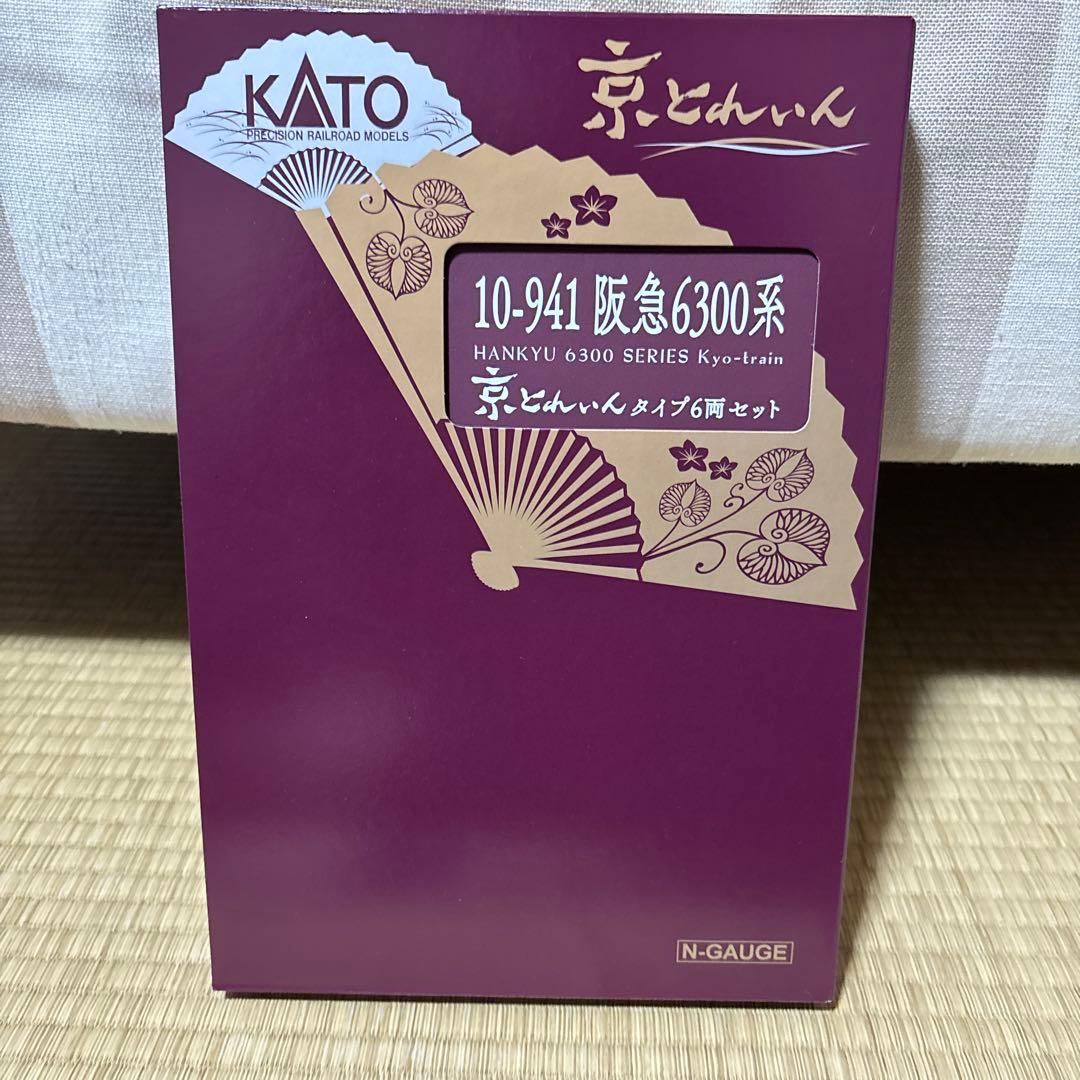 KATO
PRECISION RAILROAD MODELS
京とれいん
10-941 阪急6300系
HANKYU 6300 SERIES Kyo-train
京とれいんタイプ6両セット
N-GAUGE